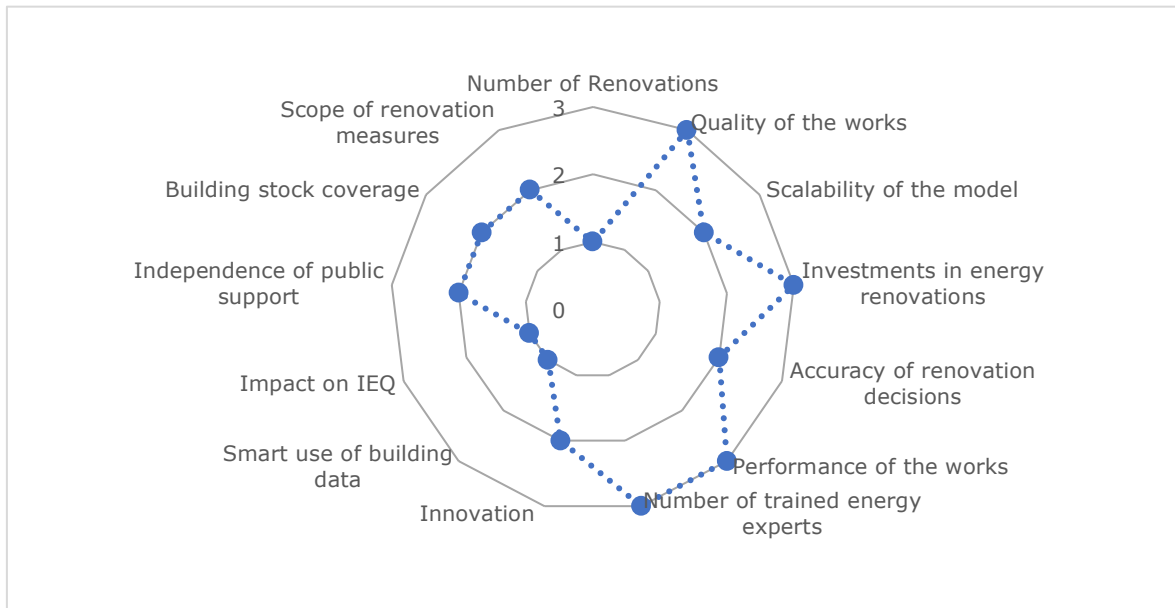 Number of Renovations
Quality of the works
Scalability of the model
Investments in energy
renovations
Accuracy of renovation
decisions
Performance of the works
Number of trained energy
experts
Innovation
Smart use of building
data
Impact on IEQ
Independence of public
support
Building stock coverage
Scope of renovation
measures
3
2
1
0